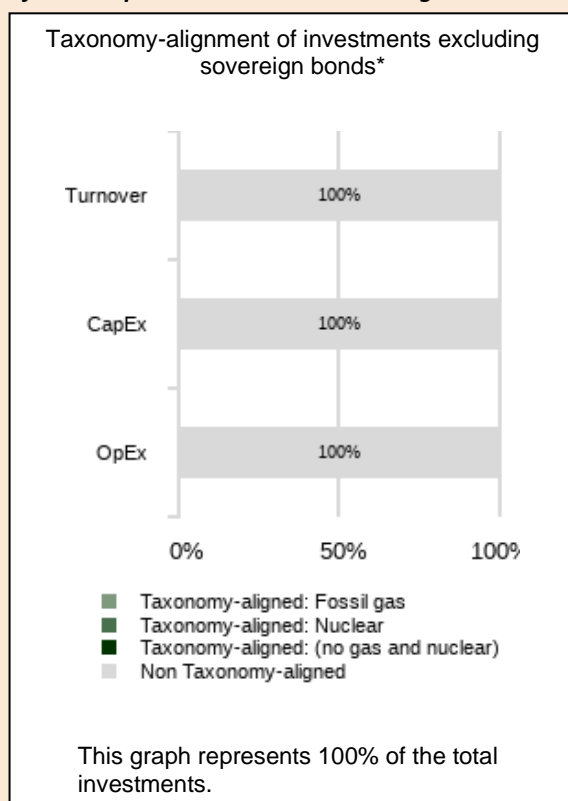 Taxonomy-alignment of investments excluding
sovereign bonds*
Turnover
100%
CapEx
100%
OpEx
100%
0% 50% 100%
Taxonomy-aligned: Fossil gas
Taxonomy-aligned: Nuclear
Taxonomy-aligned: (no gas and nuclear)
Non Taxonomy-aligned
This graph represents 100% of the total
investments.